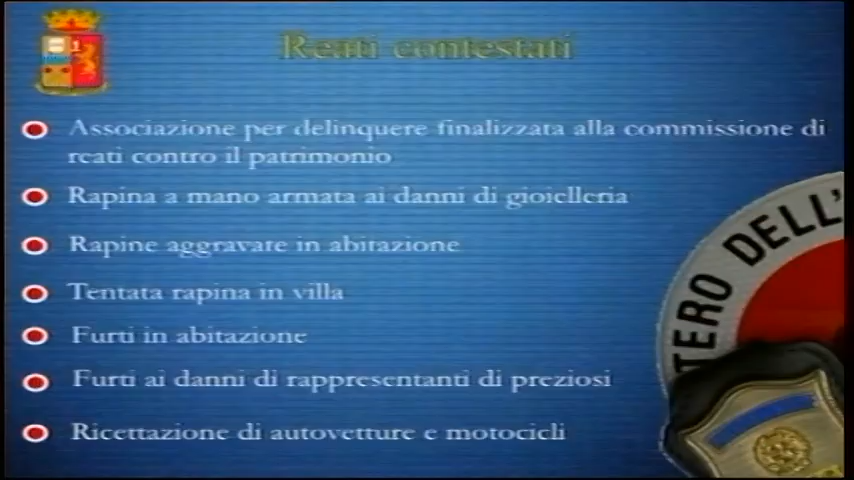 Reati contestati
Associazione per delinquere finalizzata alla commissione di
reati contro il patrimonio
Rapina a mano armata ai danni di gioielleria
Rapine aggravate in abitazione
Tentata rapina in villa
Furti in abitazione
Furti ai danni di rappresentanti di preziosi
Ricettazione di autovetture e motocicli
TERO DELL'